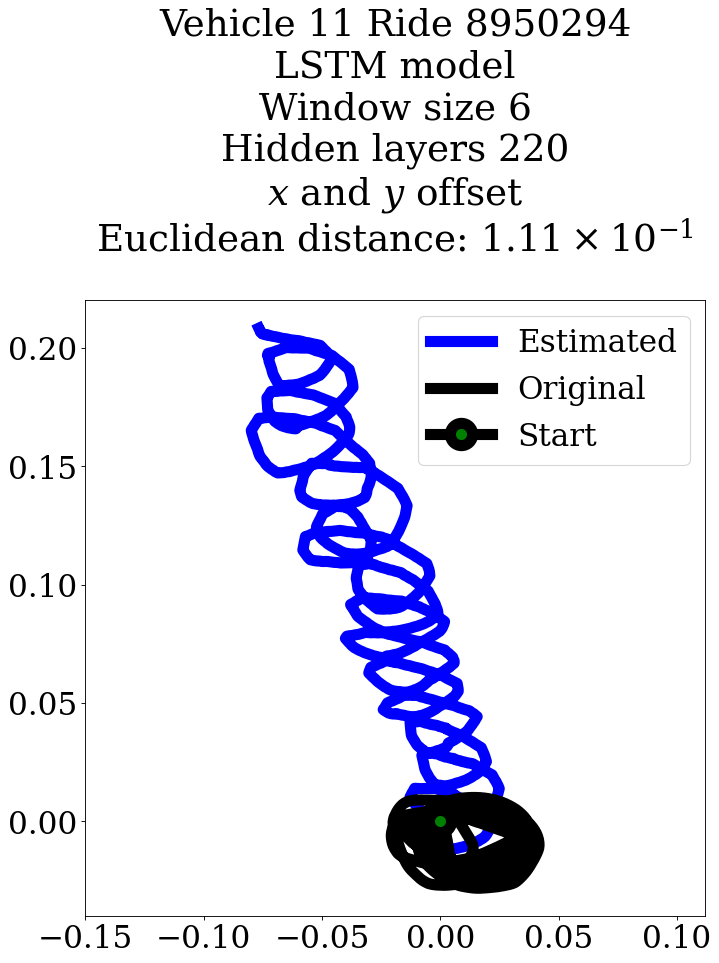 Vehicle 11 Ride 8950294
LSTM model
Window size 6
Hidden layers 220
x and y offset
Euclidean distance: 1.11 × 10⁻¹
Estimated
Original
Start
0.20
0.15
0.10
0.05
0.00
−0.15 −0.10 −0.05 0.00 0.05 0.10